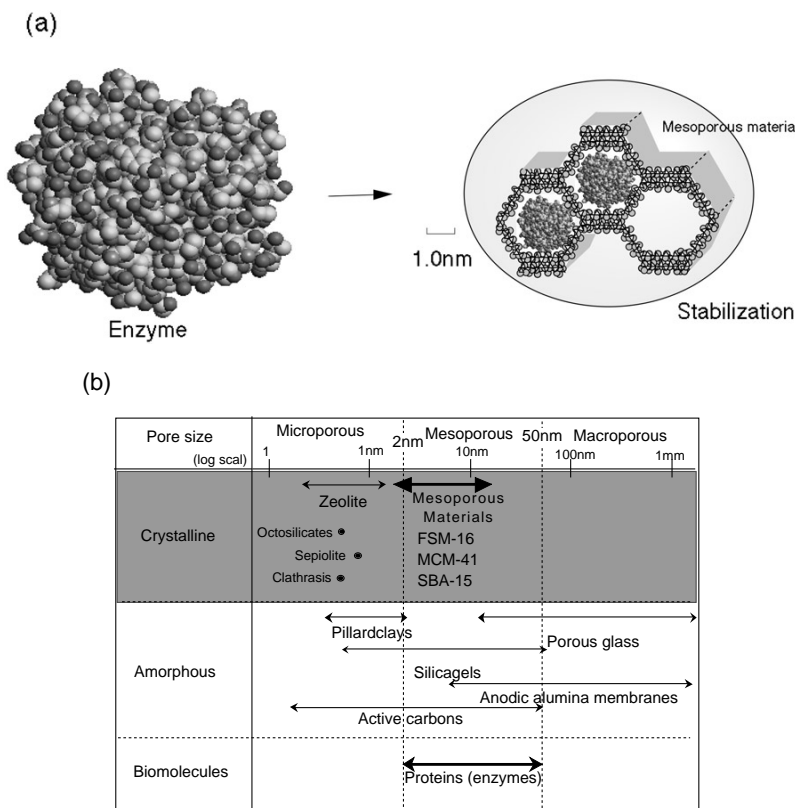 (a)
Mesoporous materia
1.0nm
Enzyme
Stabilization
(b)
Pore size
(log scal)
Microporous
Mesoporous
Macroporous
2nm
50nm
1
1nm
10nm
100nm
1mm
Crystalline
Zeolite
Mesoporous
Materials
Octosilicates
FSM-16
Sepiolite
MCM-41
Clathrasis
SBA-15
Amorphous
Pillardclays
Porous glass
Silicagels
Anodic alumina membranes
Active carbons
Biomolecules
Proteins (enzymes)